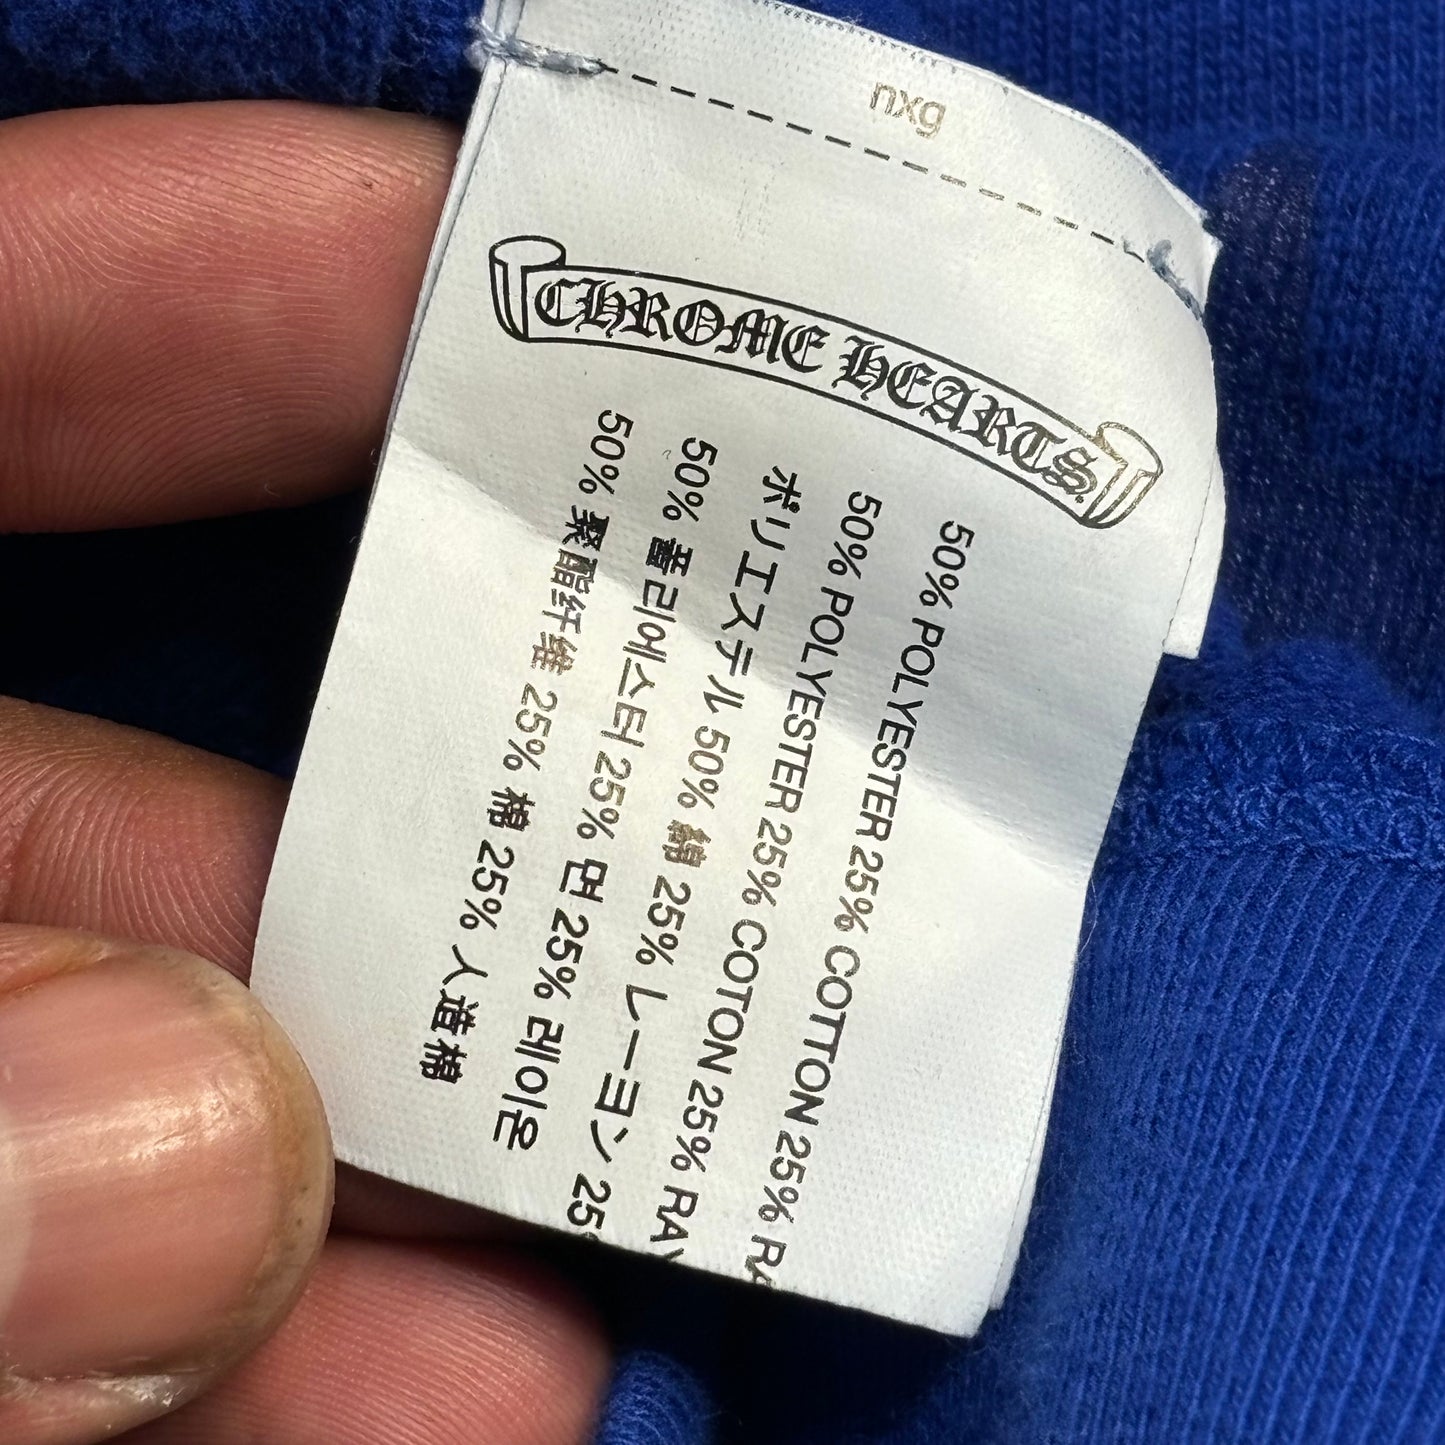 nxg
CHROME HEARTS
50% POLYESTER 25% COTTON 25% RA
50% POLYESTER 25% COTON 25% RAY
ポリエステル 50% 綿 25% レーヨン 25%
50% 폴리에스터 25% 면 25% 레이온
50% 聚酯纤维 25% 棉 25% 人造棉